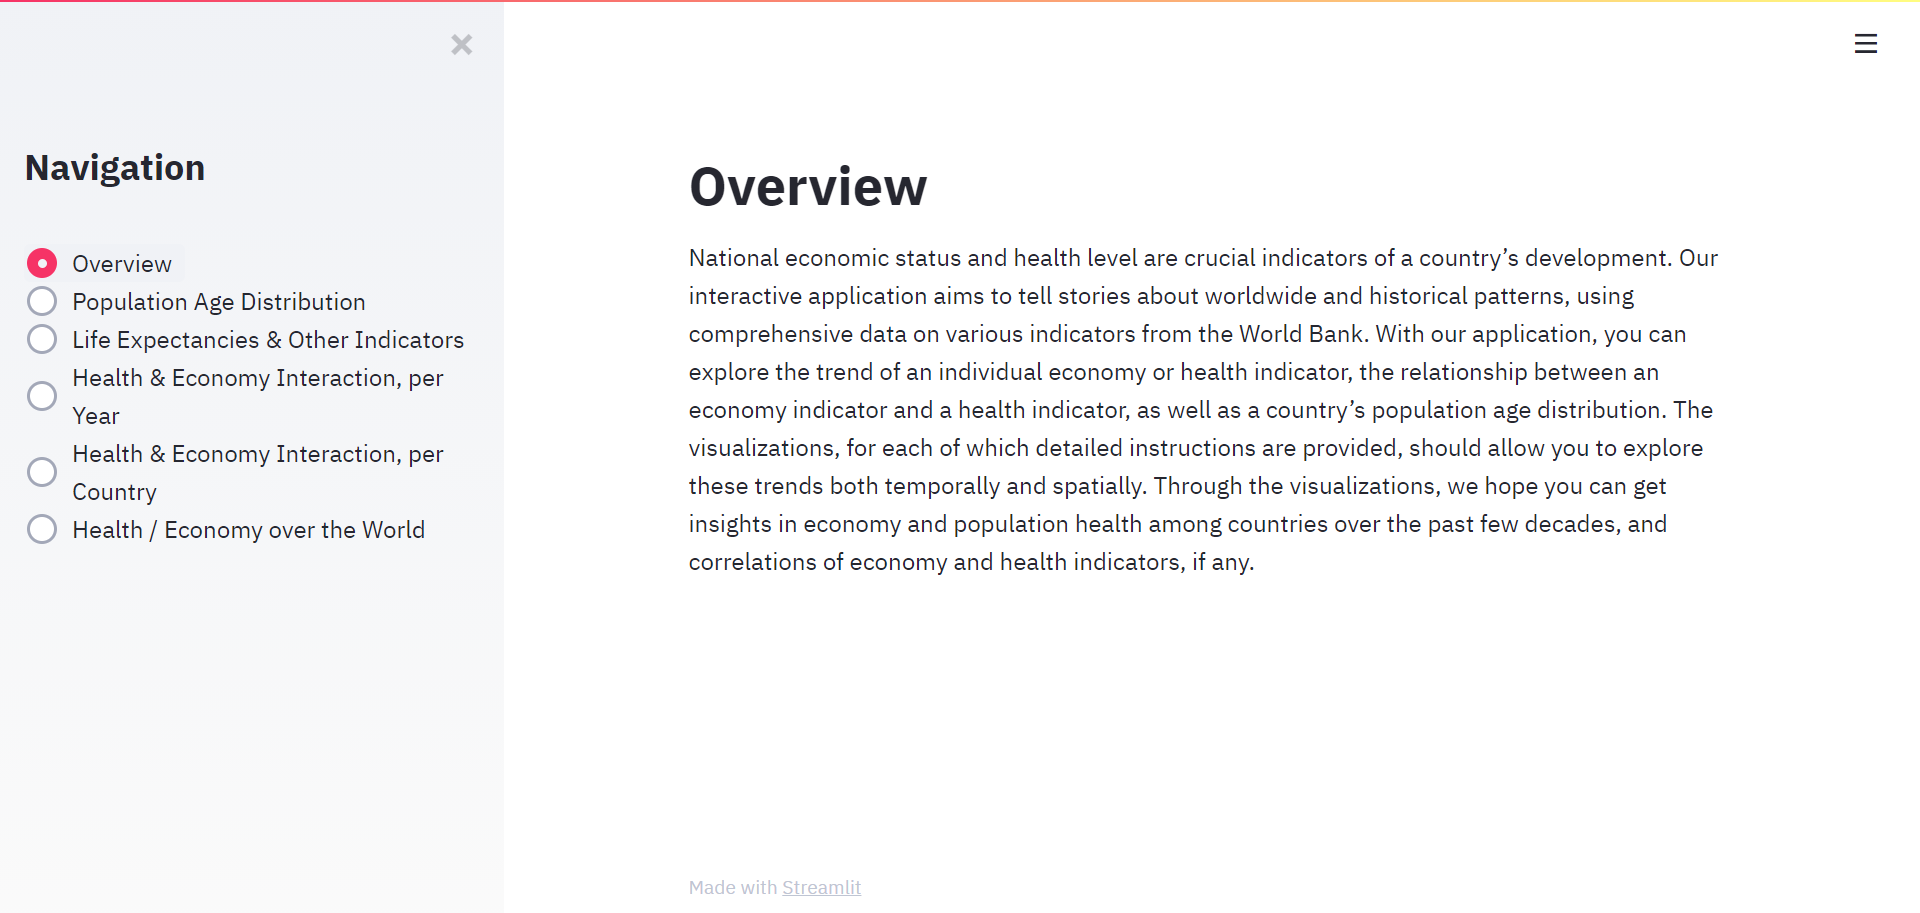 Navigation
Overview
Population Age Distribution
Life Expectancies & Other Indicators
Health & Economy Interaction, per
Year
Health & Economy Interaction, per
Country
Health / Economy over the World
Overview
National economic status and health level are crucial indicators of a country’s development. Our
interactive application aims to tell stories about worldwide and historical patterns, using
comprehensive data on various indicators from the World Bank. With our application, you can
explore the trend of an individual economy or health indicator, the relationship between an
economy indicator and a health indicator, as well as a country’s population age distribution. The
visualizations, for each of which detailed instructions are provided, should allow you to explore
these trends both temporally and spatially. Through the visualizations, we hope you can get
insights in economy and population health among countries over the past few decades, and
correlations of economy and health indicators, if any.
Made with Streamlit